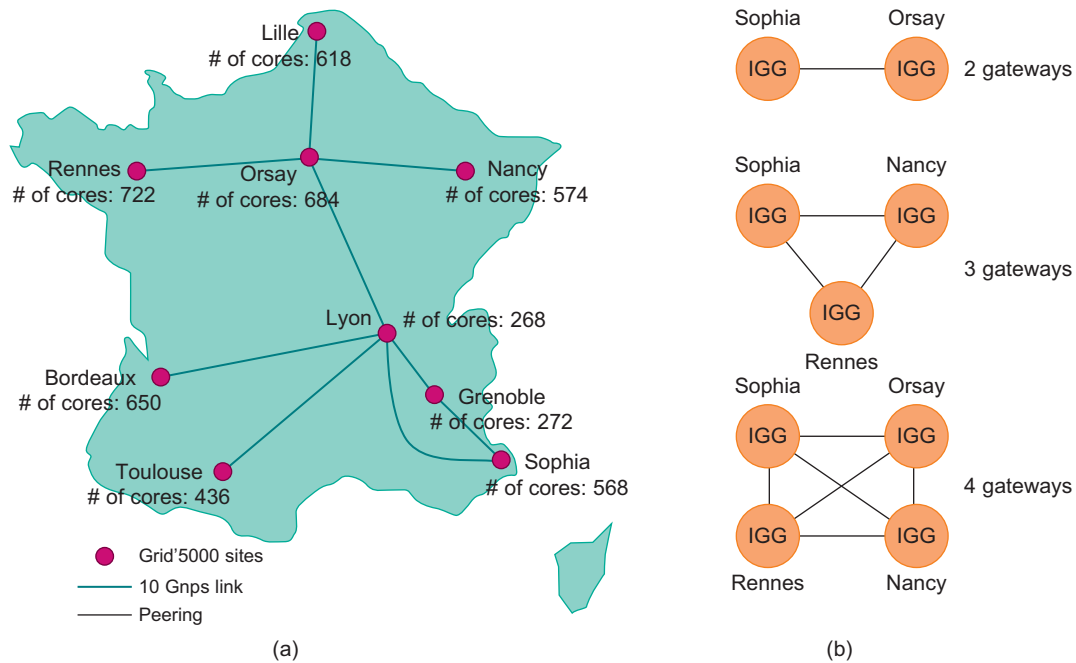 Lille
# of cores: 618
Rennes
# of cores: 722
Orsay
# of cores: 684
Nancy
# of cores: 574
Lyon
# of cores: 268
Bordeaux
# of cores: 650
Grenoble
# of cores: 272
Toulouse
# of cores: 436
Sophia
# of cores: 568
Grid'5000 sites
10 Gnps link
Peering
(a)
Sophia
Orsay
IGG
IGG
2 gateways
Sophia
Nancy
IGG
IGG
3 gateways
IGG
Rennes
Sophia
Orsay
IGG
IGG
4 gateways
IGG
IGG
Rennes
Nancy
(b)